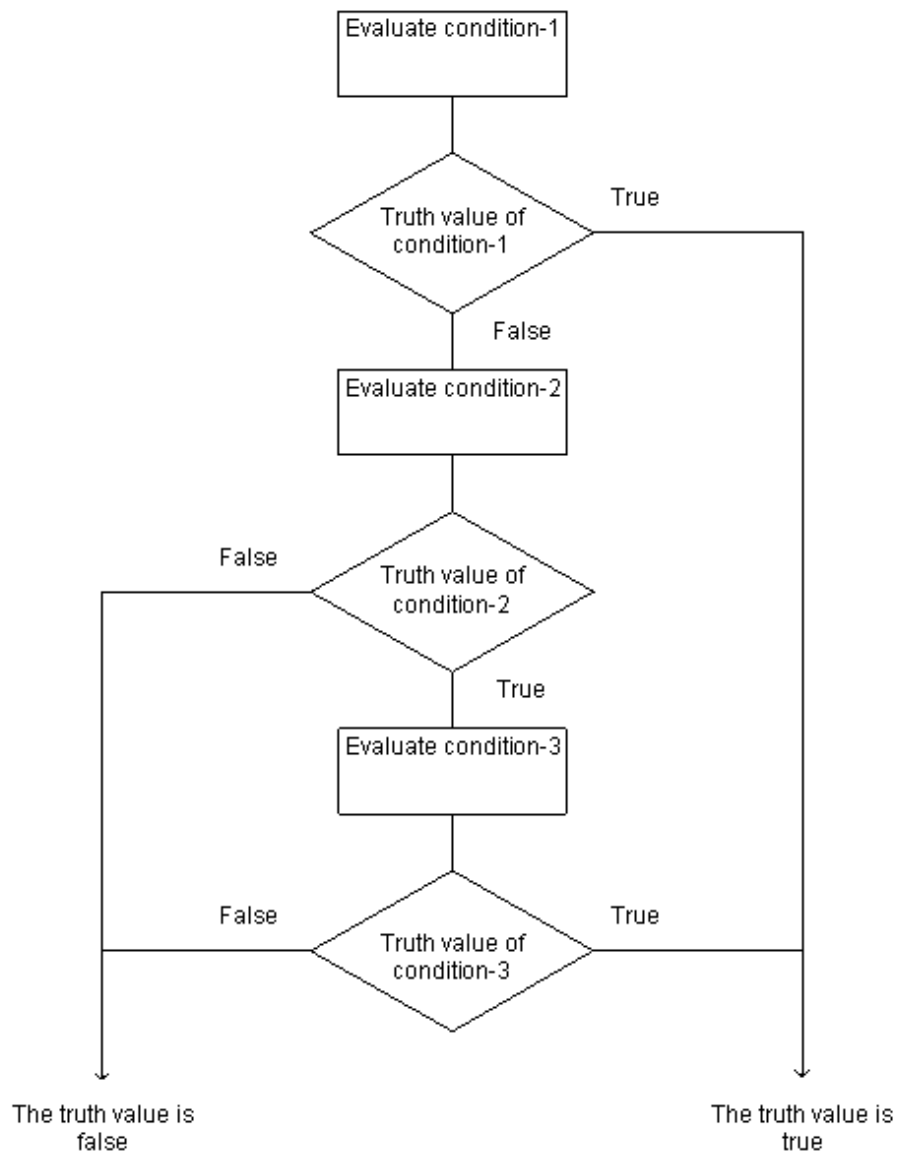 Evaluate condition-1
True
Truth value of
condition-1
False
Evaluate condition-2
False
Truth value of
condition-2
True
Evaluate condition-3
False
True
Truth value of
condition-3
The truth value is
false
The truth value is
true